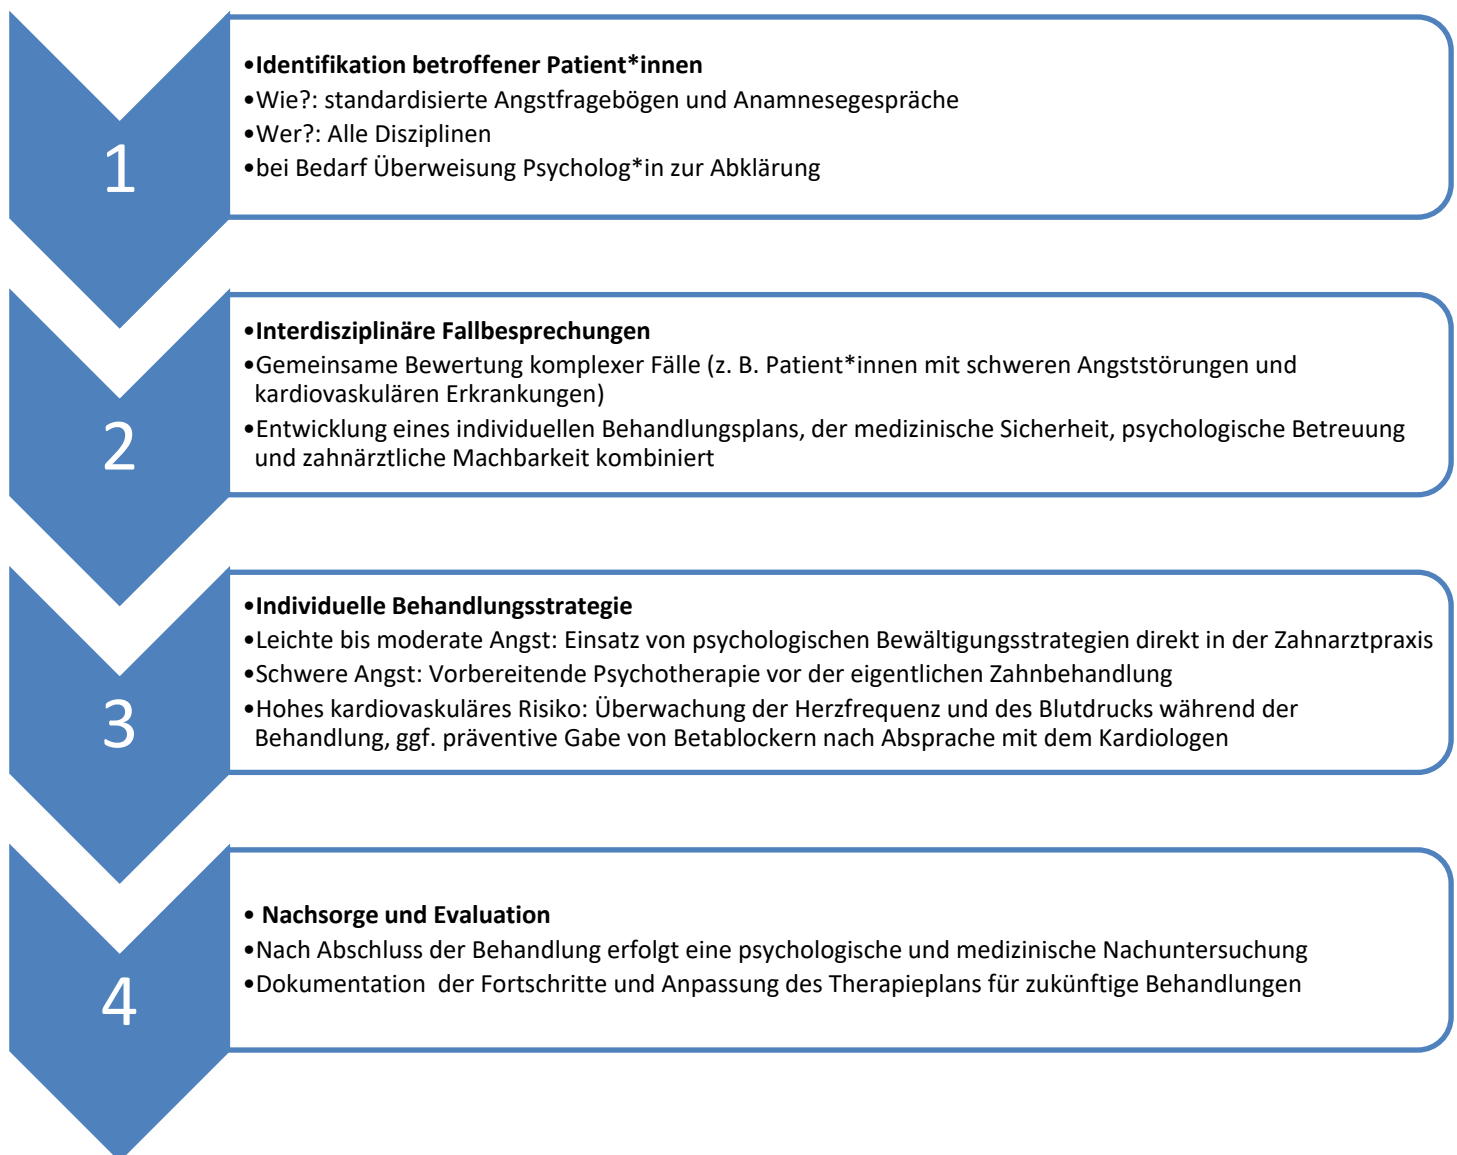 1
•Identifikation betroffener Patient*innen
•Wie?: standardisierte Angstfragebögen und Anamnesegespräche
•Wer?: Alle Disziplinen
•bei Bedarf Überweisung Psycholog*in zur Abklärung
2
•Interdisziplinäre Fallbesprechungen
•Gemeinsame Bewertung komplexer Fälle (z. B. Patient*innen mit schweren Angststörungen und
kardiovaskulären Erkrankungen)
•Entwicklung eines individuellen Behandlungsplans, der medizinische Sicherheit, psychologische Betreuung
und zahnärztliche Machbarkeit kombiniert
3
•Individuelle Behandlungsstrategie
•Leichte bis moderate Angst: Einsatz von psychologischen Bewältigungsstrategien direkt in der Zahnarztpraxis
•Schwere Angst: Vorbereitende Psychotherapie vor der eigentlichen Zahnbehandlung
•Hohes kardiovaskuläres Risiko: Überwachung der Herzfrequenz und des Blutdrucks während der
Behandlung, ggf. präventive Gabe von Betablockern nach Absprache mit dem Kardiologen
4
• Nachsorge und Evaluation
•Nach Abschluss der Behandlung erfolgt eine psychologische und medizinische Nachuntersuchung
•Dokumentation  der Fortschritte und Anpassung des Therapieplans für zukünftige Behandlungen